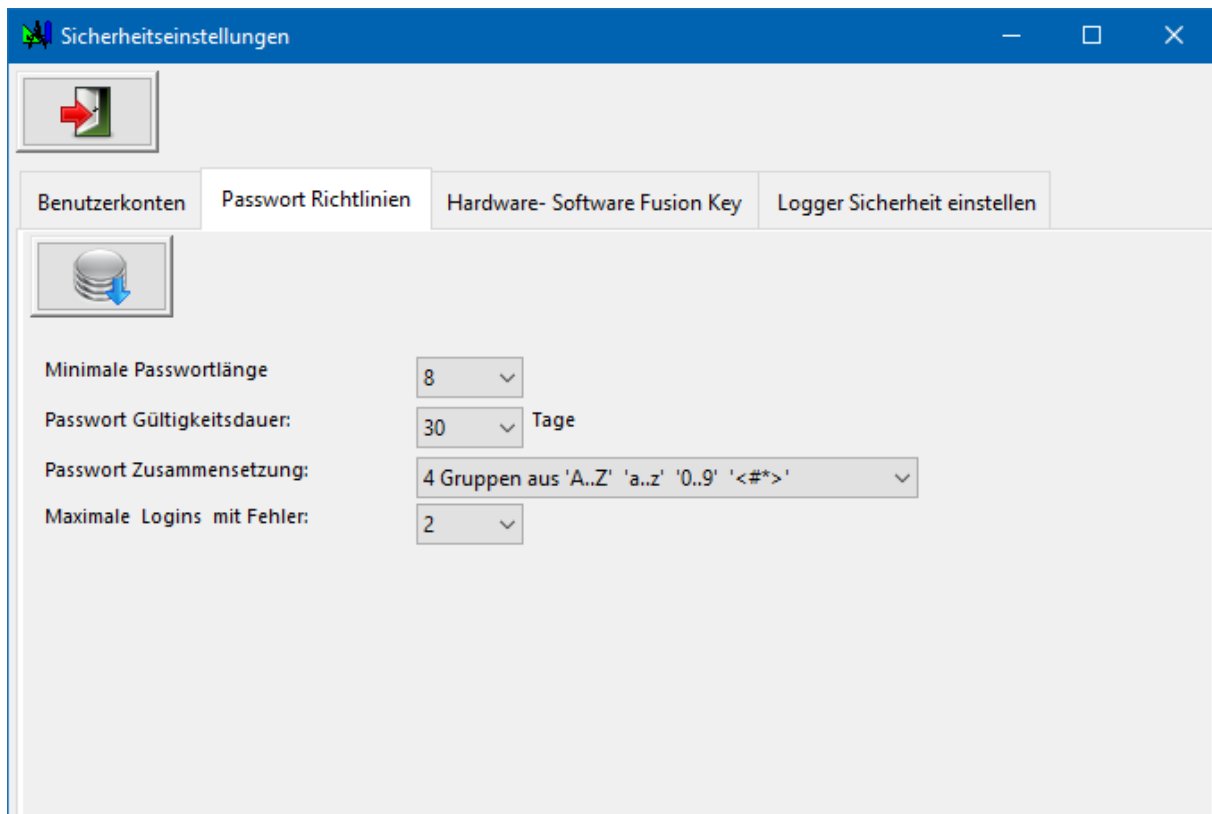 Sicherheitseinstellungen
Benutzerkonten Passwort Richtlinien Hardware- Software Fusion Key Logger Sicherheit einstellen
Minimale Passwortlänge 8
Passwort Gültigkeitsdauer: 30 Tage
Passwort Zusammensetzung: 4 Gruppen aus 'A..Z' 'a..z' '0..9' '<#*>'
Maximale Logins mit Fehler: 2